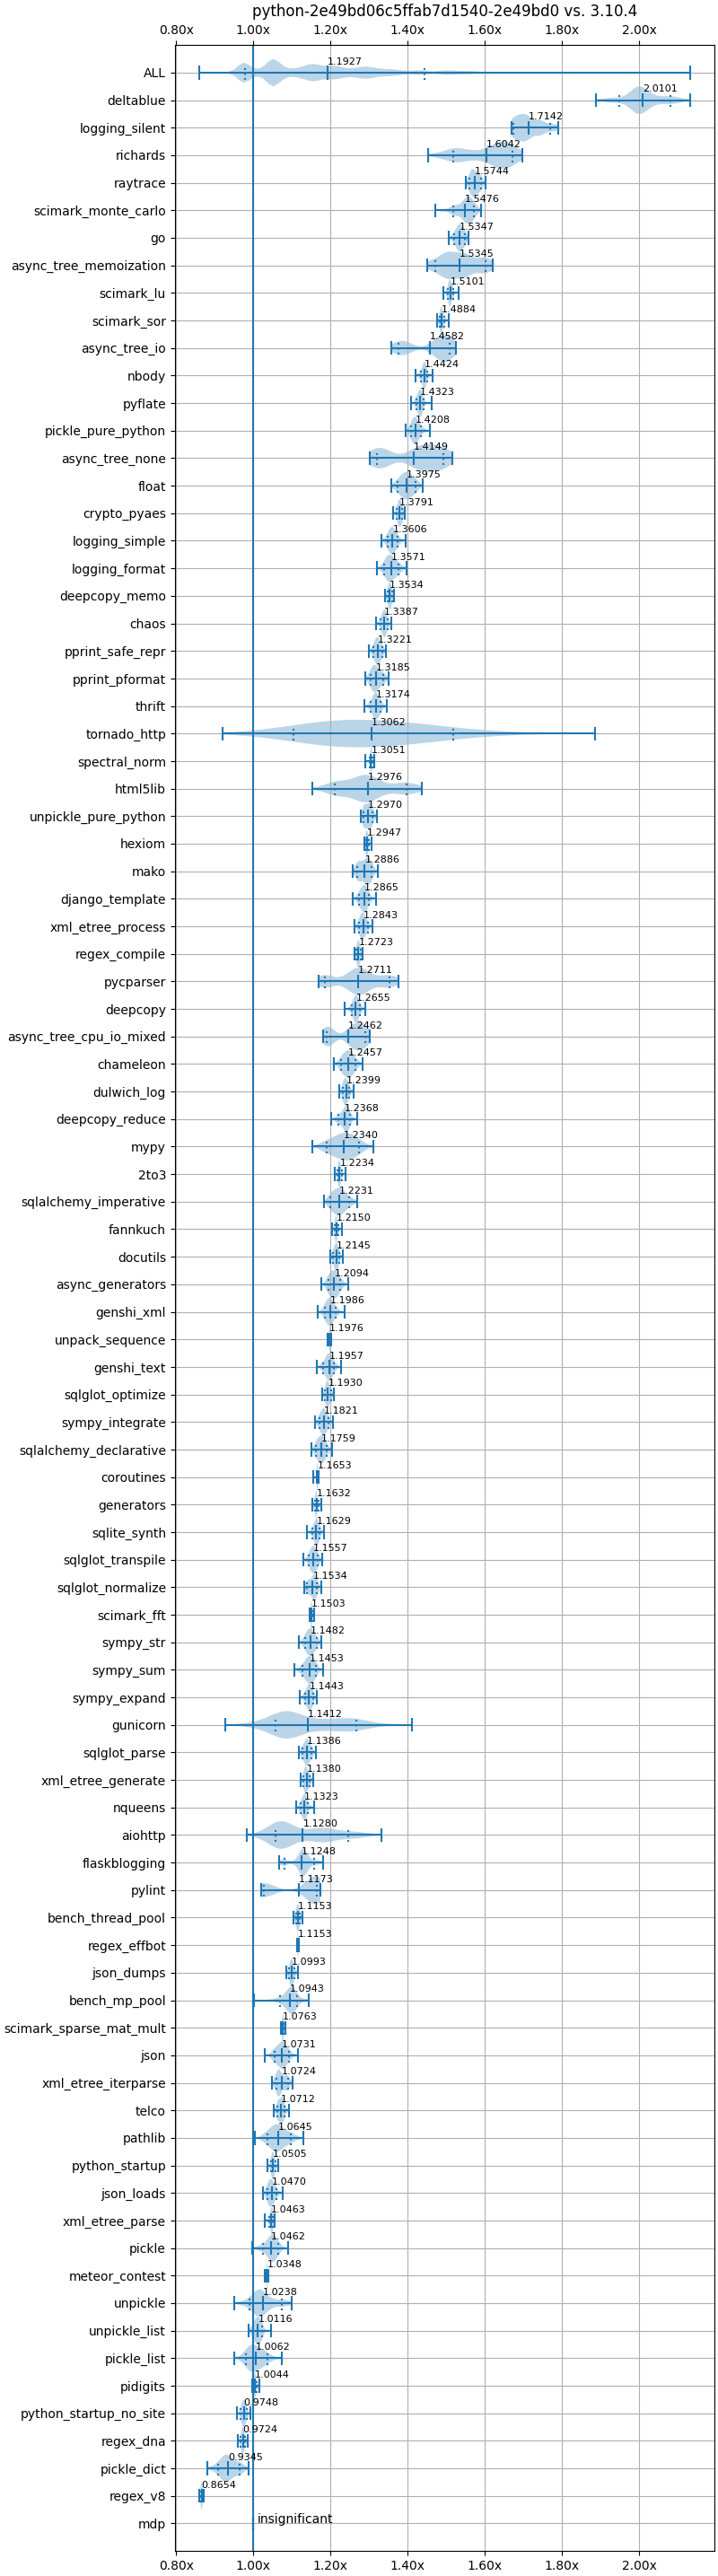 python-2e49bd06c5ffab7d1540-2e49bd0 vs. 3.10.4
0.80x 1.00x 1.20x 1.40x 1.60x 1.80x 2.00x
ALL 1.1927
deltablue 2.0101
logging_silent 1.7142
richards 1.6042
raytrace 1.5744
scimark_monte_carlo 1.5476
go 1.5347
async_tree_memoization 1.5345
scimark_lu 1.5101
scimark_sor 1.4884
async_tree_io 1.4582
nbody 1.4424
pyflate 1.4323
pickle_pure_python 1.4208
async_tree_none 1.4149
float 1.3975
crypto_pyaes 1.3791
logging_simple 1.3606
logging_format 1.3571
deepcopy_memo 1.3534
chaos 1.3387
pprint_safe_repr 1.3221
pprint_pformat 1.3185
thrift 1.3174
tornado_http 1.3062
spectral_norm 1.3051
html5lib 1.2976
unpickle_pure_python 1.2970
hexiom 1.2947
mako 1.2886
django_template 1.2865
xml_etree_process 1.2843
regex_compile 1.2723
pycparser 1.2711
deepcopy 1.2655
async_tree_cpu_io_mixed 1.2462
chameleon 1.2457
dulwich_log 1.2399
deepcopy_reduce 1.2368
mypy 1.2340
2to3 1.2234
sqlalchemy_imperative 1.2231
fannkuch 1.2150
docutils 1.2145
async_generators 1.2094
genshi_xml 1.1986
unpack_sequence 1.1976
genshi_text 1.1957
sqlglot_optimize 1.1930
sympy_integrate 1.1821
sqlalchemy_declarative 1.1759
coroutines 1.1653
generators 1.1632
sqlite_synth 1.1629
sqlglot_transpile 1.1557
sqlglot_normalize 1.1534
scimark_fft 1.1503
sympy_str 1.1482
sympy_sum 1.1453
sympy_expand 1.1443
gunicorn 1.1412
sqlglot_parse 1.1386
xml_etree_generate 1.1380
nqueens 1.1323
aiohttp 1.1280
flaskblogging 1.1248
pylint 1.1173
bench_thread_pool 1.1153
regex_effbot 1.1153
json_dumps 1.0993
bench_mp_pool 1.0943
scimark_sparse_mat_mult 1.0763
json 1.0731
xml_etree_iterparse 1.0724
telco 1.0712
pathlib 1.0645
python_startup 1.0505
json_loads 1.0470
xml_etree_parse 1.0463
pickle 1.0462
meteor_contest 1.0348
unpickle 1.0238
unpickle_list 1.0116
pickle_list 1.0062
pidigits 1.0044
python_startup_no_site 0.9748
regex_dna 0.9724
pickle_dict 0.9345
regex_v8 0.8654
mdp insignificant
0.80x 1.00x 1.20x 1.40x 1.60x 1.80x 2.00x